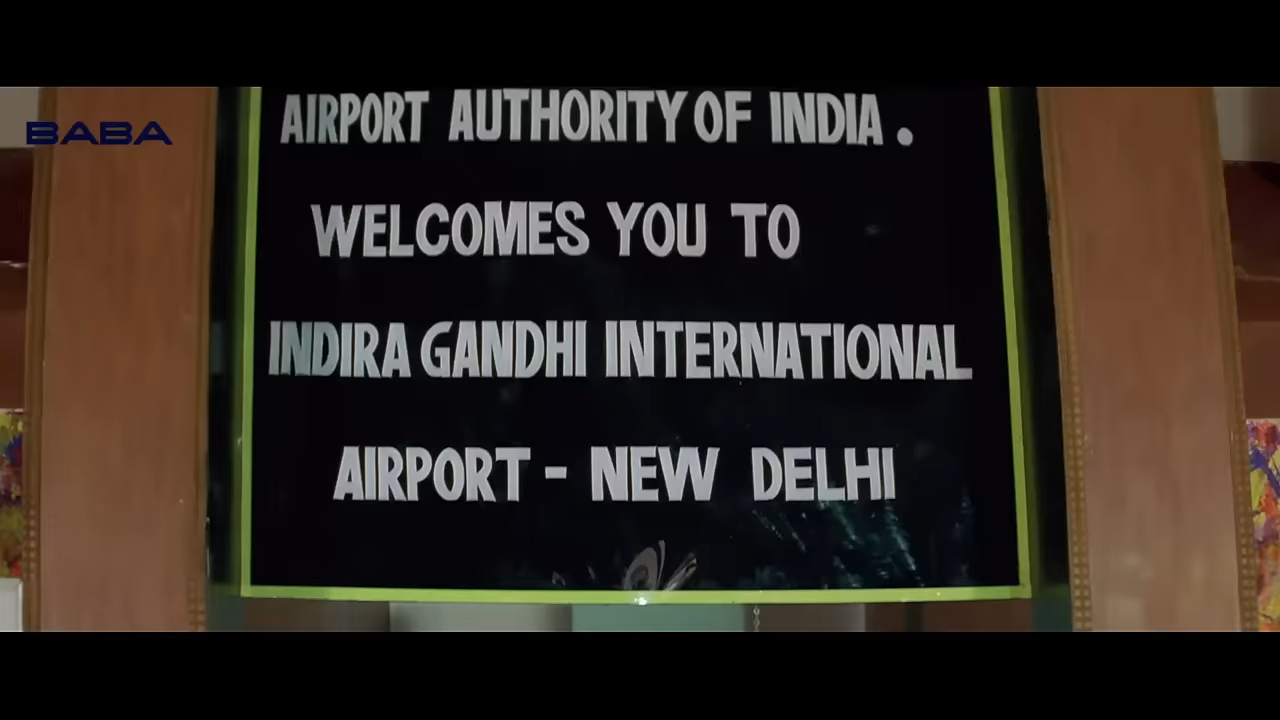 BABA
AIRPORT AUTHORITY OF INDIA .
WELCOMES YOU TO
INDIRA GANDHI INTERNATIONAL
AIRPORT - NEW DELHI